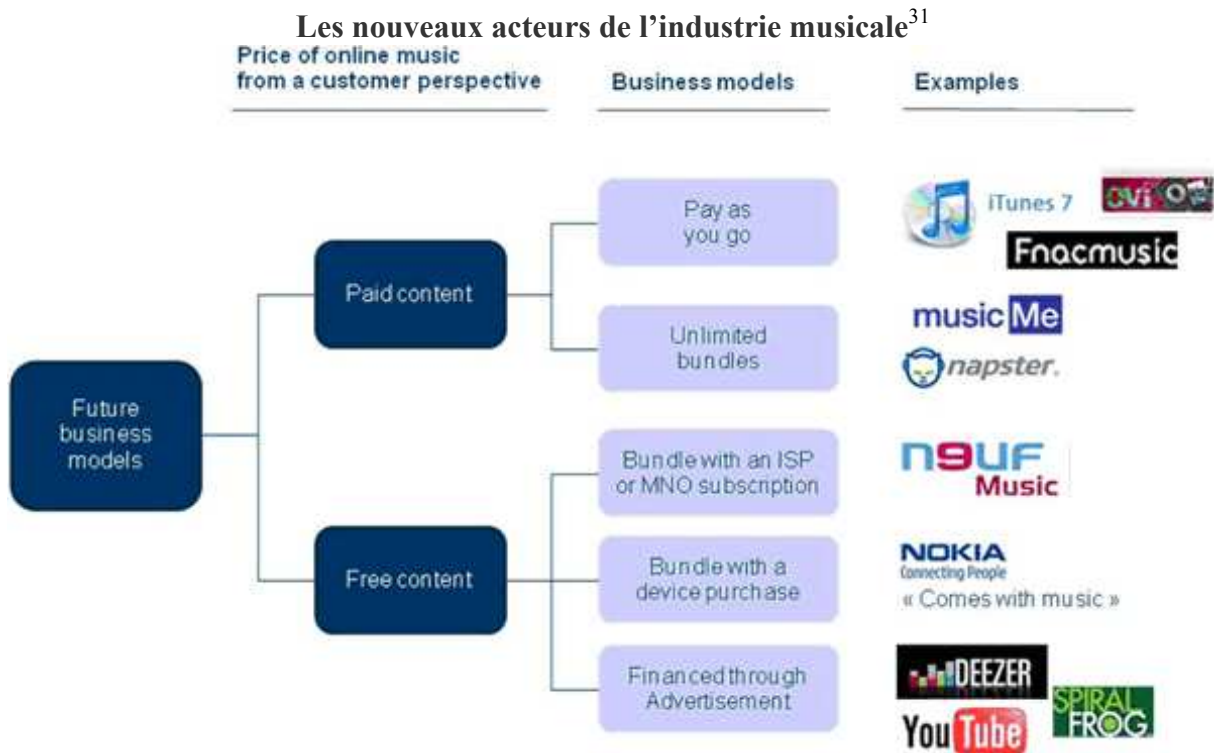 Les nouveaux acteurs de l’industrie musicale31
Price of online music
from a customer perspective
Business models
Examples
Future
business
models
Paid content
Free content
Pay as
you go
iTunes 7
ovi
Fnacmusic
Unlimited
bundles
music Me
napster.
Bundle with an ISP
or MNO subscription
n9uf
Music
Bundle with a
device purchase
NOKIA
Connecting People
« Comes with music »
Financed through
Advertisement
DEEZER
You Tube
SPIRAL
FROG